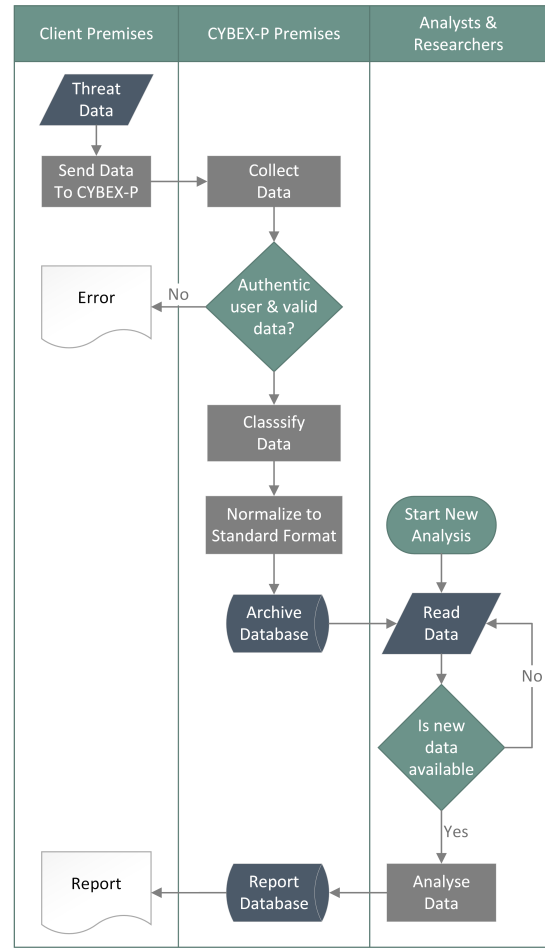 Client Premises
CYBEX-P Premises
Analysts &
Researchers
Threat
Data
Send Data
To CYBEX-P
Collect
Data
Authentic
user & valid
data?
No
Error
Classsify
Data
Normalize to
Standard Format
Start New
Analysis
Archive
Database
Read
Data
No
Is new
data
available
Yes
Analyse
Data
Report
Database
Report